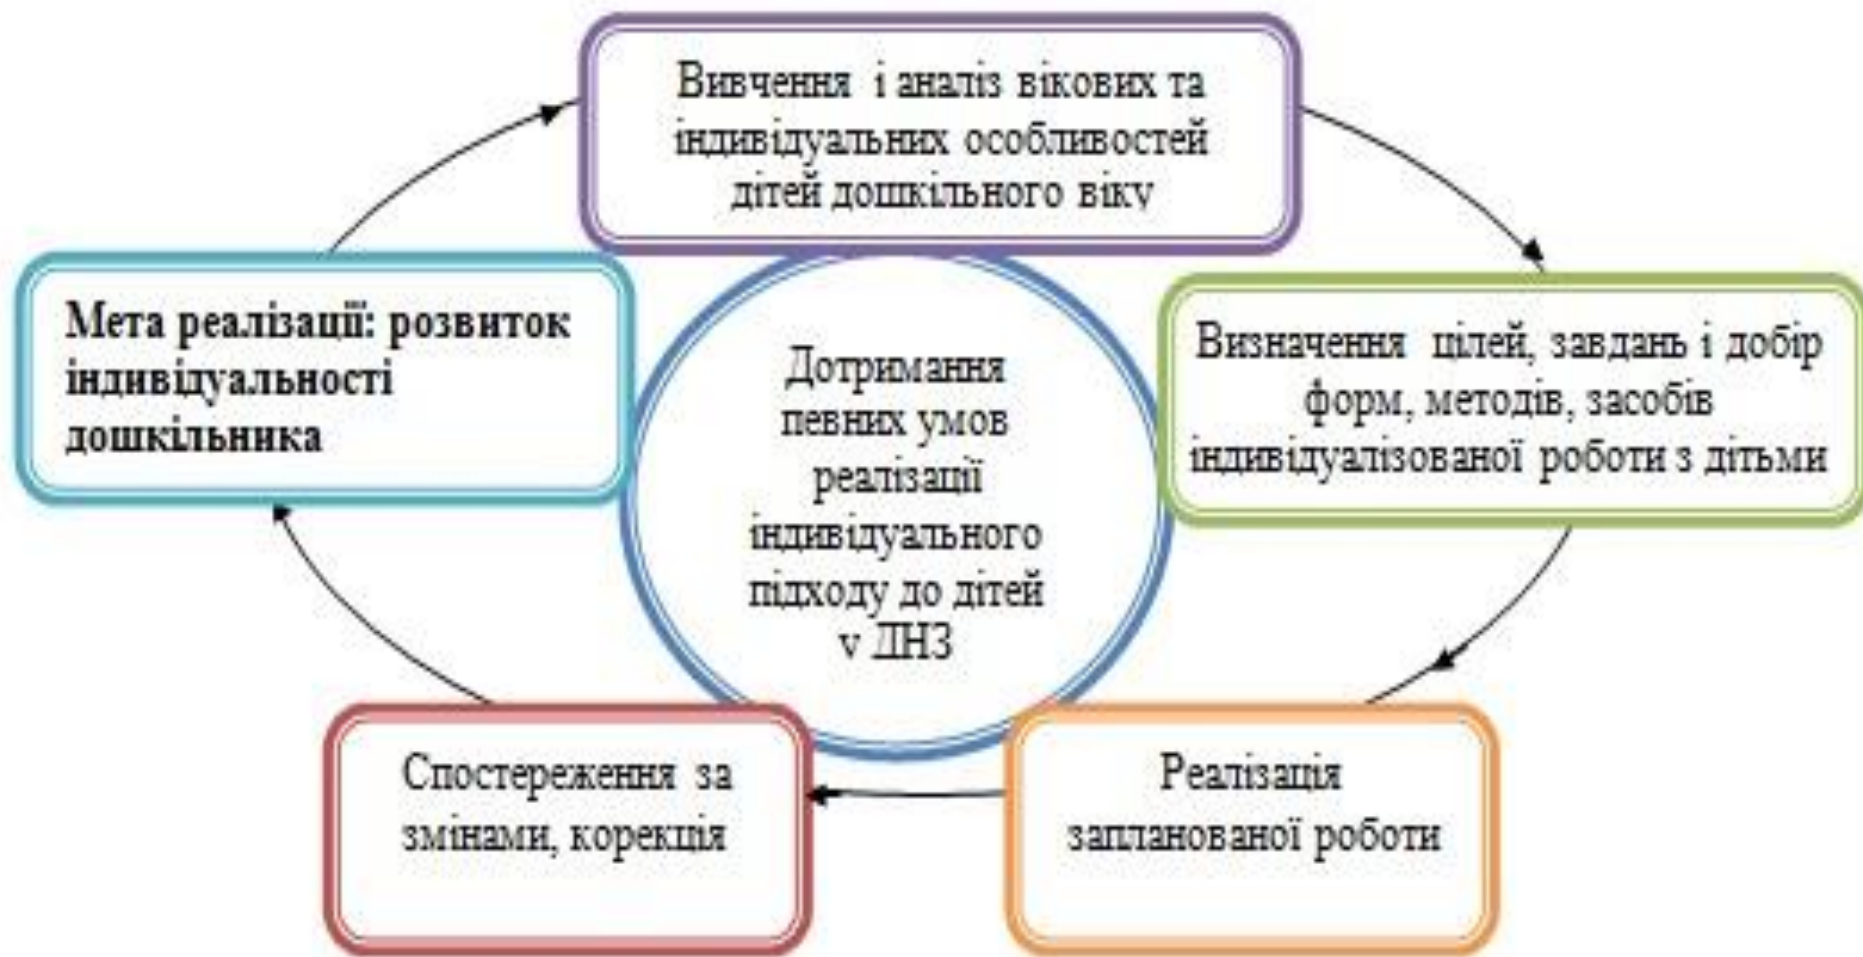 Вивчення і аналіз вікових та
індивідуальних особливостей
дітей дошкільного віку
Мета реалізації: розвиток
індивідуальності
дошкільника
Визначення цілей, завдань і добір
форм, методів, засобів
індивідуалізованої роботи з дітьми
Дотримання
певних умов
реалізації
індивідуального
підходу до дітей
у ДНЗ
Спостереження за
змінами, корекція
Реалізація
запланованої роботи